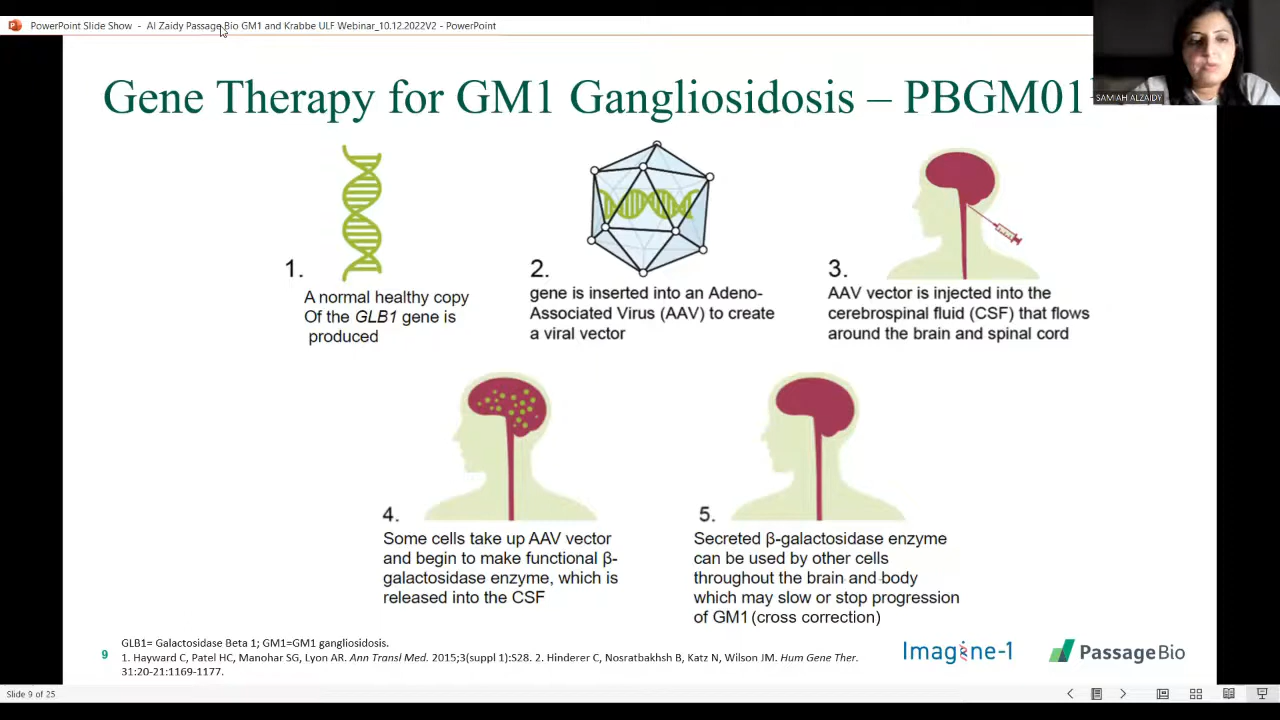 PowerPoint Slide Show - Al Zaidy Passage Bio GM1 and Krabbe ULF Webinar_10.12.2022V2 - PowerPoint
SAMIAH ALZAIDY
Gene Therapy for GM1 Gangliosidosis – PBGM01
1.
A normal healthy copy
Of the GLB1 gene is
produced
2.
gene is inserted into an Adeno-
Associated Virus (AAV) to create
a viral vector
3.
AAV vector is injected into the
cerebrospinal fluid (CSF) that flows
around the brain and spinal cord
4.
Some cells take up AAV vector
and begin to make functional β-
galactosidase enzyme, which is
released into the CSF
5.
Secreted β-galactosidase enzyme
can be used by other cells
throughout the brain and body
which may slow or stop progression
of GM1 (cross correction)
GLB1= Galactosidase Beta 1; GM1=GM1 gangliosidosis.
1. Hayward C, Patel HC, Manohar SG, Lyon AR. Ann Transl Med. 2015;3(suppl 1):S28. 2. Hinderer C, Nosratbakhsh B, Katz N, Wilson JM. Hum Gene Ther.
31:20-21:1169-1177.
9
Imagine-1
PassageBio
Slide 9 of 25